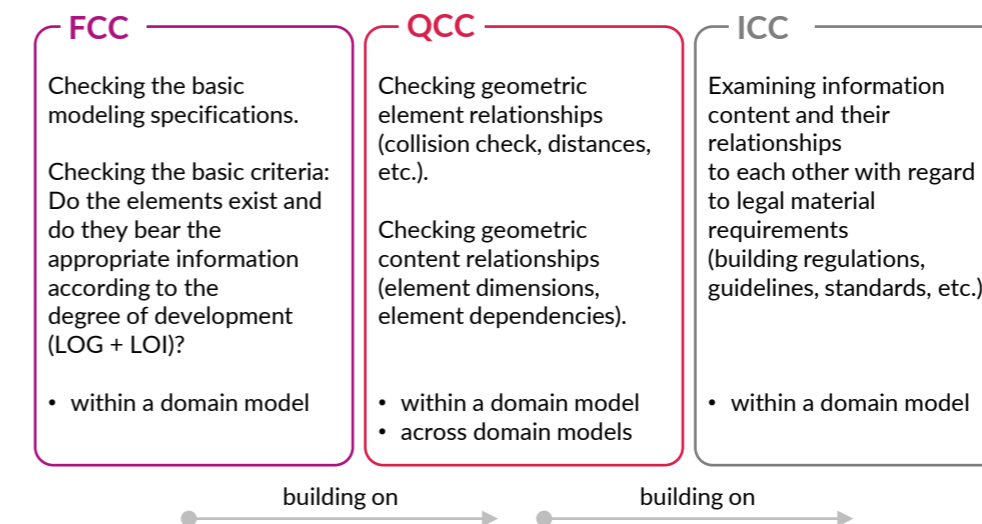 FCC
Checking the basic
modeling specifications.
Checking the basic criteria:
Do the elements exist and
do they bear the
appropriate information
according to the
degree of development
(LOG + LOI)?
• within a domain model
QCC
Checking geometric
element relationships
(collision check, distances,
etc.).
Checking geometric
content relationships
(element dimensions,
element dependencies).
• within a domain model
• across domain models
ICC
Examining information
content and their
relationships
to each other with regard
to legal material
requirements
(building regulations,
guidelines, standards, etc.)
• within a domain model
building on
building on